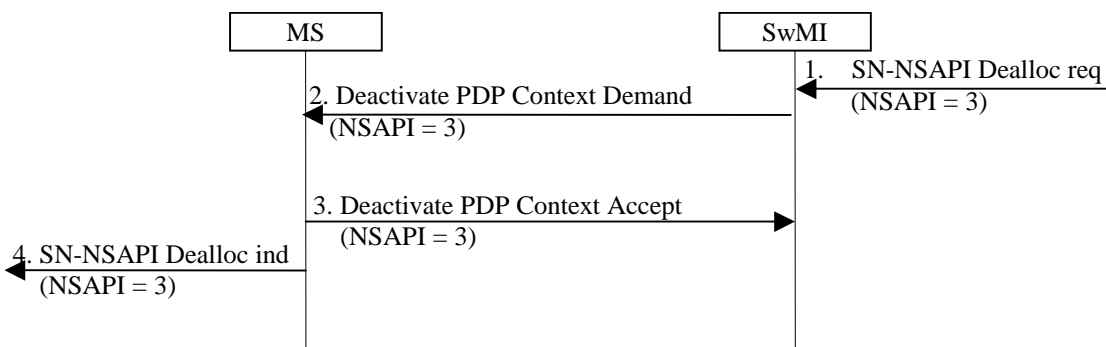 MS
SwMI
1. SN-NSAPI Dealloc req
(NSAPI = 3)
2. Deactivate PDP Context Demand
(NSAPI = 3)
3. Deactivate PDP Context Accept
(NSAPI = 3)
4. SN-NSAPI Dealloc ind
(NSAPI = 3)